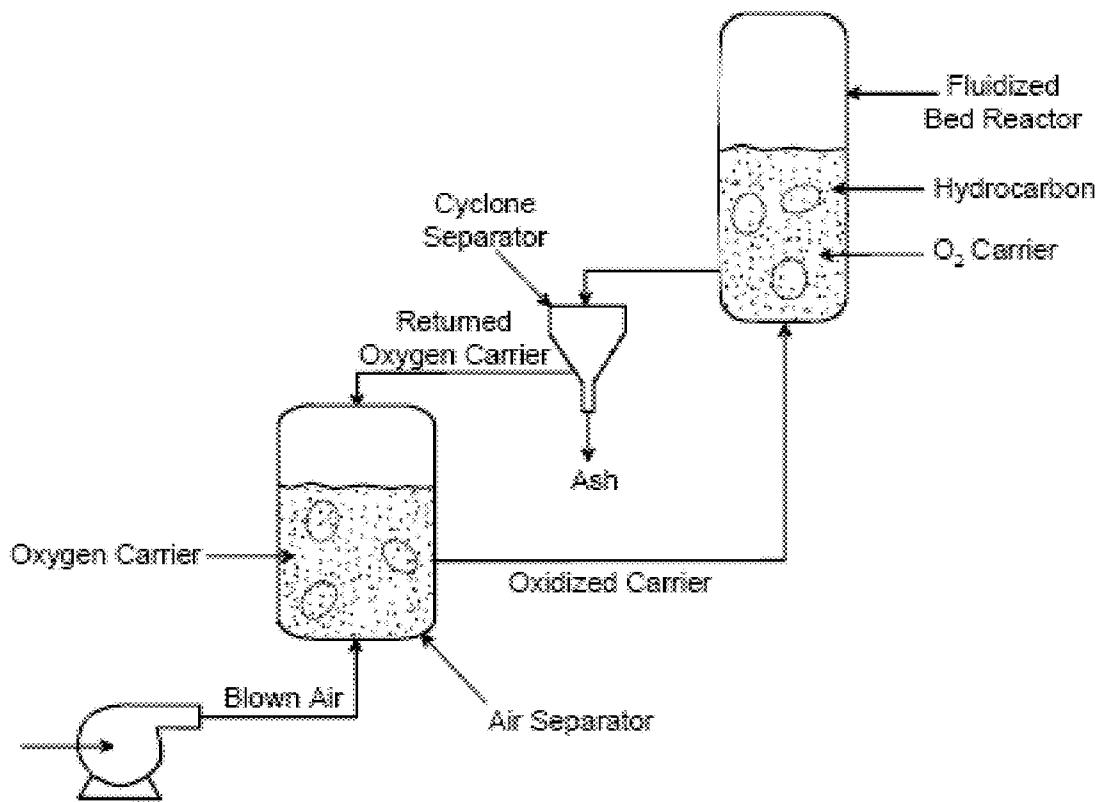 Fluidized
Bed Reactor
Hydrocarbon
O₂ Carrier
Cyclone
Separator
Returned
Oxygen Carrier
Ash
Oxygen Carrier
Oxidized Carrier
Blown Air
Air Separator